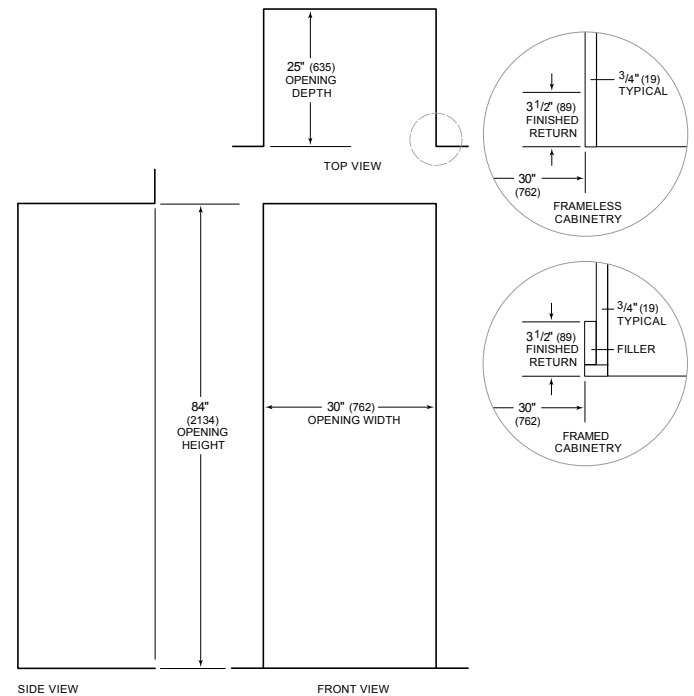 25" (635)
OPENING
DEPTH
TOP VIEW
3/4" (19)
TYPICAL
3 1/2" (89)
FINISHED
RETURN
30"
(762)
FRAMELESS
CABINETRY
3/4" (19)
TYPICAL
3 1/2" (89)
FINISHED
RETURN
FILLER
30"
(762)
FRAMED
CABINETRY
84"
(2134)
OPENING
HEIGHT
30" (762)
OPENING WIDTH
SIDE VIEW
FRONT VIEW